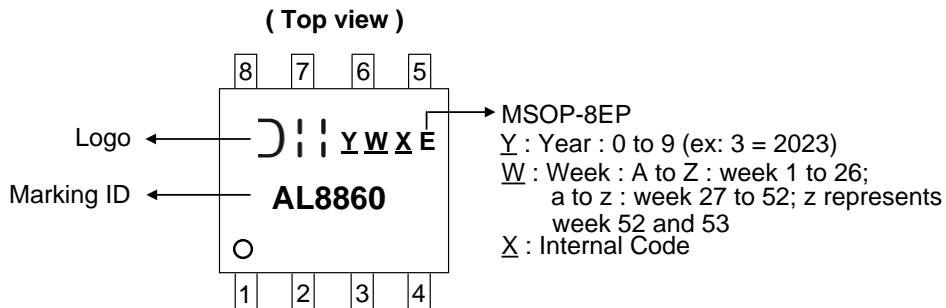 ( Top view )
8 7 6 5
Logo
Y W X E
Marking ID
AL8860
1 2 3 4
MSOP-8EP
Y : Year : 0 to 9 (ex: 3 = 2023)
W : Week : A to Z : week 1 to 26;
a to z : week 27 to 52; z represents
week 52 and 53
X : Internal Code